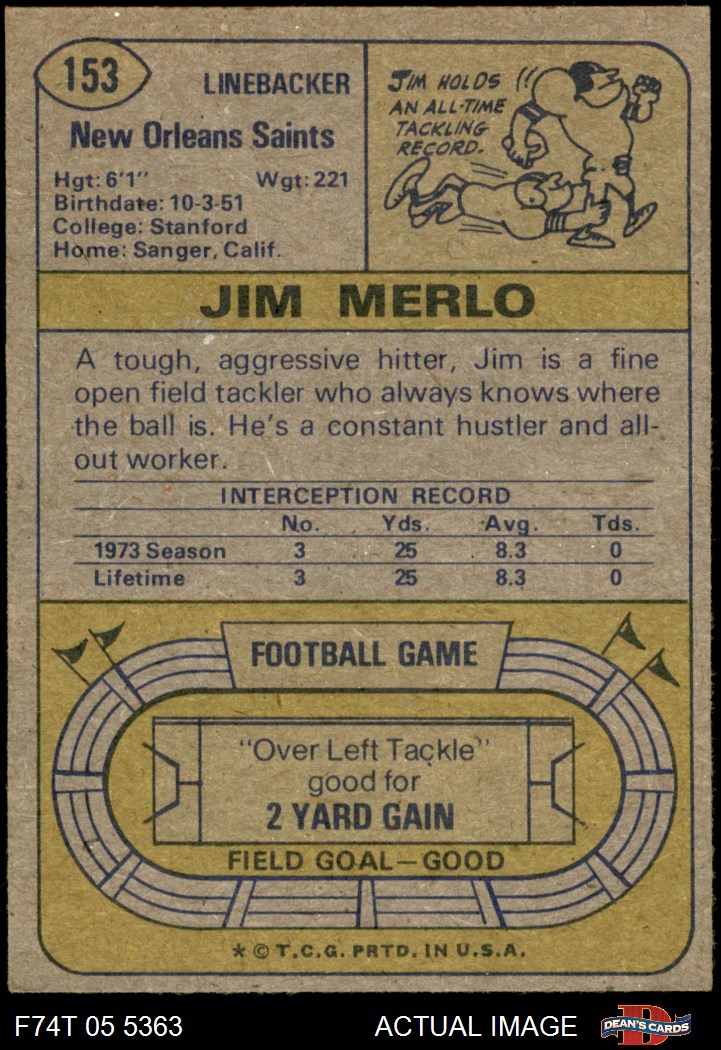 153
LINEBACKER
New Orleans Saints
Hgt: 6'1" Wgt: 221
Birthdate: 10-3-51
College: Stanford
Home: Sanger, Calif.
JIM HOLDS
AN ALL-TIME
TACKLING
RECORD.
JIM MERLO
A tough, aggressive hitter, Jim is a fine
open field tackler who always knows where
the ball is. He's a constant hustler and all-
out worker.
INTERCEPTION RECORD
No. Yds. Avg. Tds.
1973 Season 3 25 8.3 0
Lifetime 3 25 8.3 0
FOOTBALL GAME
"Over Left Tackle"
good for
2 YARD GAIN
FIELD GOAL—GOOD
* © T.C.G. PRTD. IN U.S.A.
F74T 05 5363 ACTUAL IMAGE
D
DEAN'S CARDS